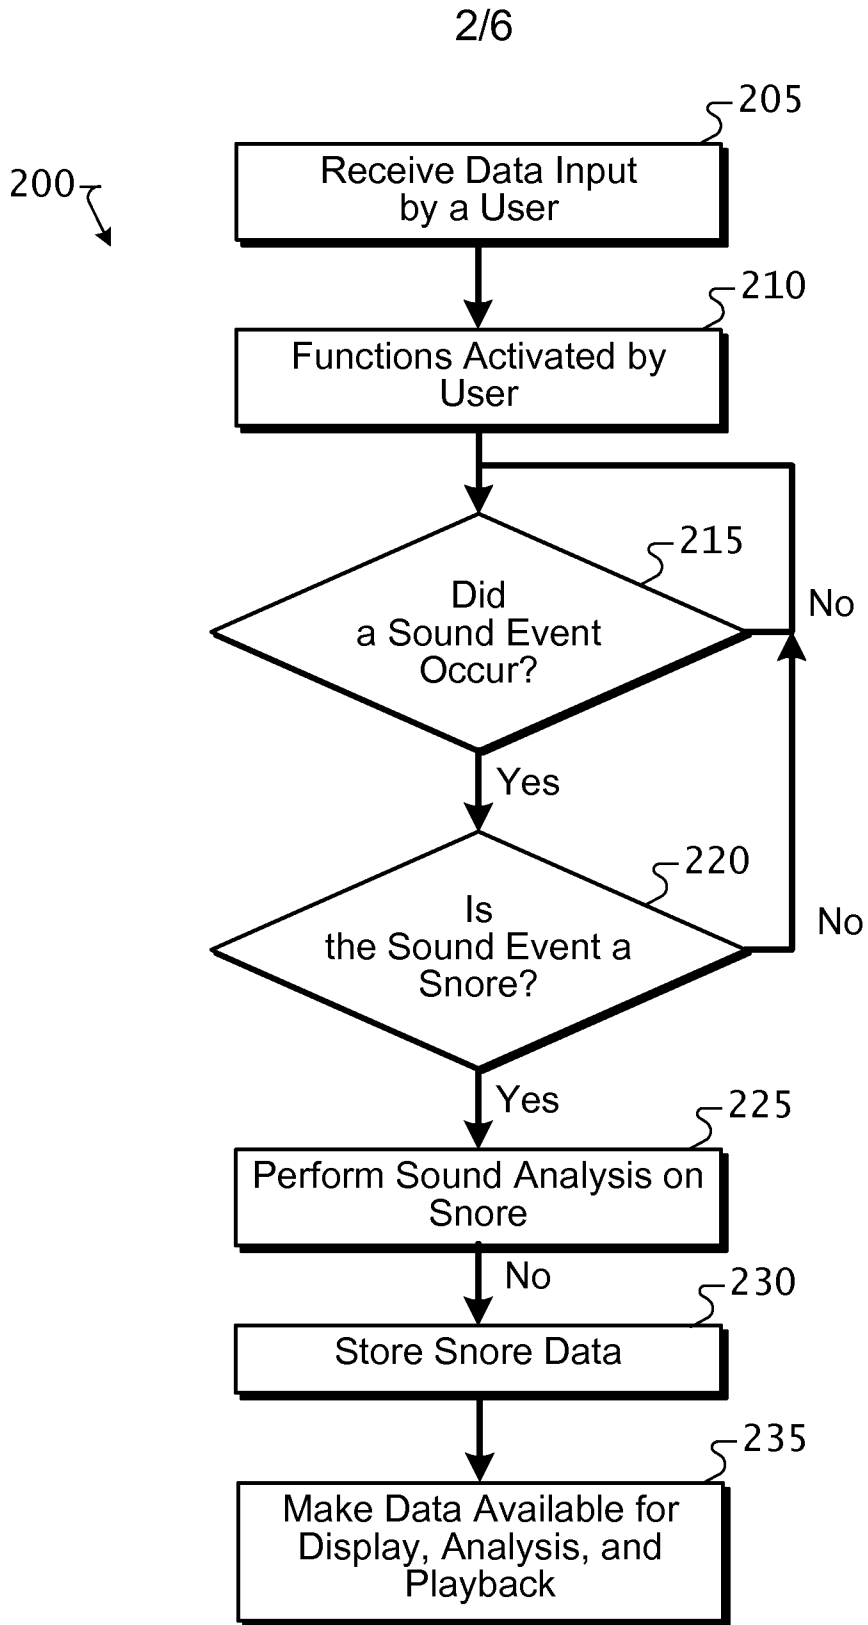 2/6
205
200
Receive Data Input
by a User
210
Functions Activated by
User
215
Did
a Sound Event
Occur?
No
Yes
220
Is
the Sound Event a
Snore?
No
Yes
225
Perform Sound Analysis on
Snore
No
230
Store Snore Data
235
Make Data Available for
Display, Analysis, and
Playback